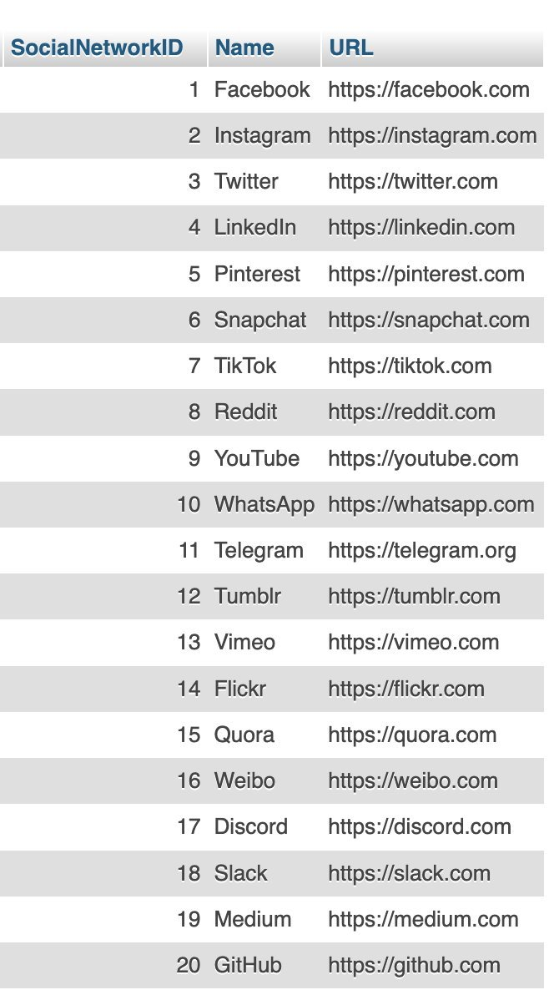 SocialNetworkID Name URL
1 Facebook https://facebook.com
2 Instagram https://instagram.com
3 Twitter https://twitter.com
4 LinkedIn https://linkedin.com
5 Pinterest https://pinterest.com
6 Snapchat https://snapchat.com
7 TikTok https://tiktok.com
8 Reddit https://reddit.com
9 YouTube https://youtube.com
10 WhatsApp https://whatsapp.com
11 Telegram https://telegram.org
12 Tumblr https://tumblr.com
13 Vimeo https://vimeo.com
14 Flickr https://flickr.com
15 Quora https://quora.com
16 Weibo https://weibo.com
17 Discord https://discord.com
18 Slack https://slack.com
19 Medium https://medium.com
20 GitHub https://github.com